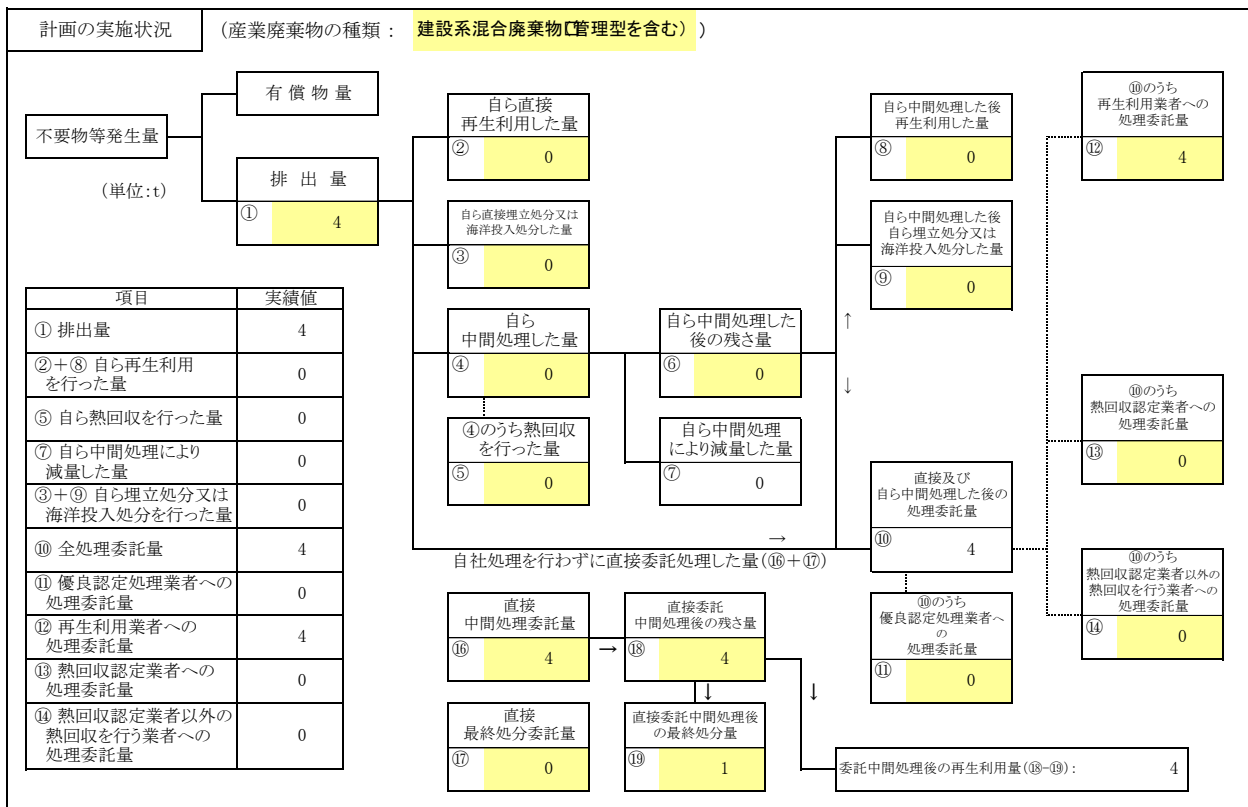 計画の実施状況
(産業廃棄物の種類： 建設系混合廃棄物(管理型を含む) )
有 償 物 量
不要物等発生量
(単位:t)
排 出 量
① 4
自ら直接
再生利用した量
② 0
自ら直接埋立処分又は
海洋投入処分した量
③ 0
自ら
中間処理した量
④ 0
④のうち熱回収
を行った量
⑤ 0
自ら中間処理した
後の残さ量
⑥ 0
自ら中間処理
により減量した量
⑦ 0
自ら中間処理した後
再生利用した量
⑧ 0
自ら中間処理した後
自ら埋立処分又は
海洋投入処分した量
⑨ 0
↑
↓
直接及び
自ら中間処理した後の
処理委託量
⑩ 4
⑩のうち
優良認定処理業者へ
の
処理委託量
⑪ 0
⑩のうち
再生利用業者への
処理委託量
⑫ 4
⑩のうち
熱回収認定業者への
処理委託量
⑬ 0
⑩のうち
熱回収認定業者以外の
熱回収を行う業者への
処理委託量
⑭ 0
→
自社処理を行わずに直接委託処理した量(⑯＋⑰)
直接
中間処理委託量
⑯ 4
→
直接委託
中間処理後の残さ量
⑱ 4
↓
↓
直接
最終処分委託量
⑰ 0
直接委託中間処理後
の最終処分量
⑲ 1
委託中間処理後の再生利用量(⑱-⑲)： 4
項目 実績値
① 排出量 4
②＋⑧ 自ら再生利用
を行った量 0
⑤ 自ら熱回収を行った量 0
⑦ 自ら中間処理により
減量した量 0
③＋⑨ 自ら埋立処分又は
海洋投入処分を行った量 0
⑩ 全処理委託量 4
⑪ 優良認定処理業者への
処理委託量 0
⑫ 再生利用業者への
処理委託量 4
⑬ 熱回収認定業者への
処理委託量 0
⑭ 熱回収認定業者以外の
熱回収を行う業者への
処理委託量 0